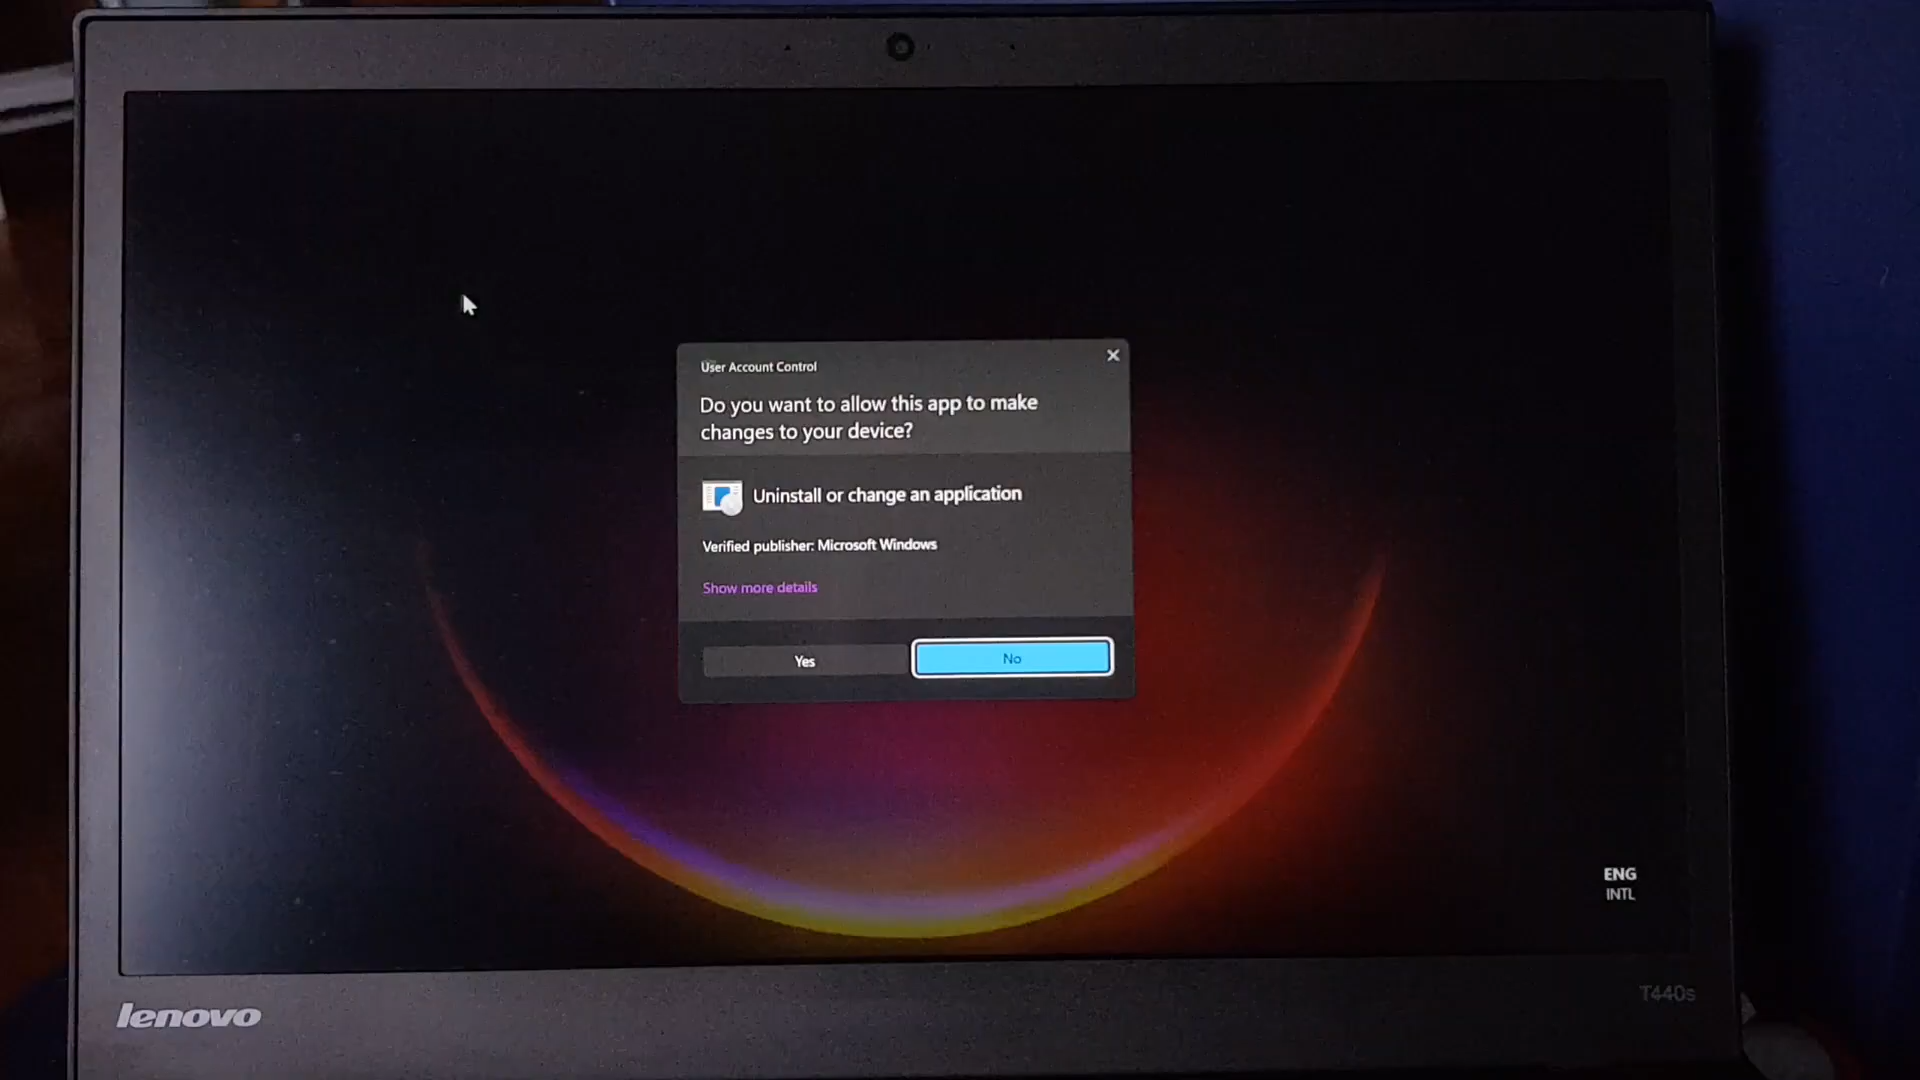 User Account Control
Do you want to allow this app to make
changes to your device?
Uninstall or change an application
Verified publisher: Microsoft Windows
Show more details
Yes
No
ENG
INTL
lenovo
T440s